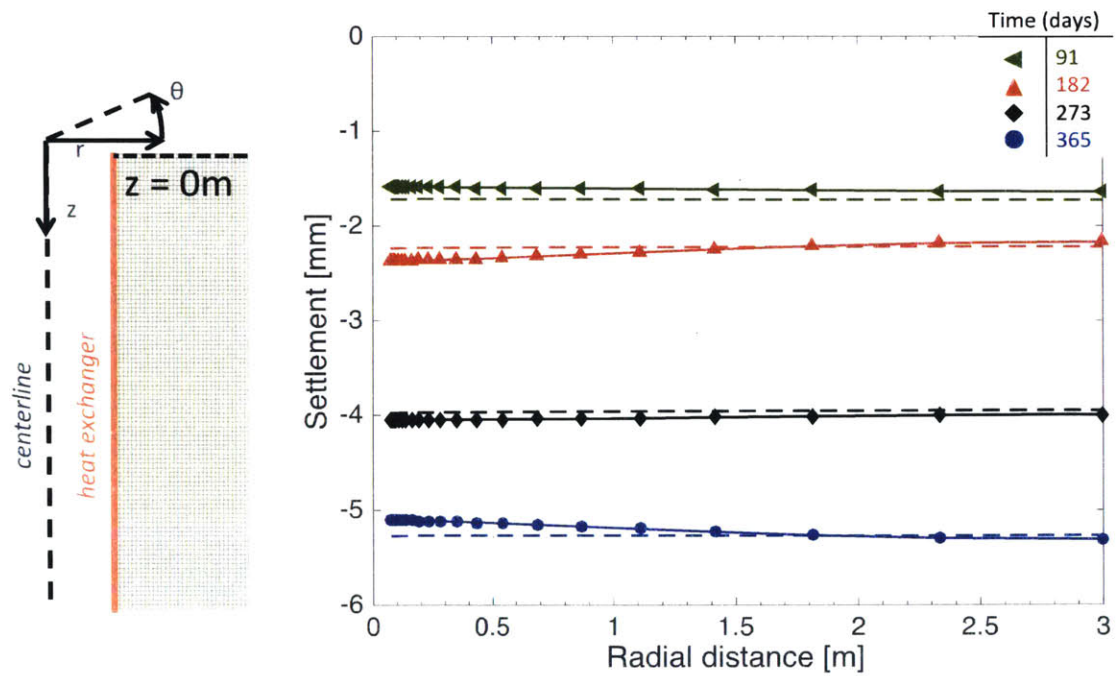 θ
r
z = 0m
z
centerline
heat exchanger
Time (days)
91
182
273
365
Settlement [mm]
0
-1
-2
-3
-4
-5
-6
0
0.5
1
1.5
2
2.5
3
Radial distance [m]